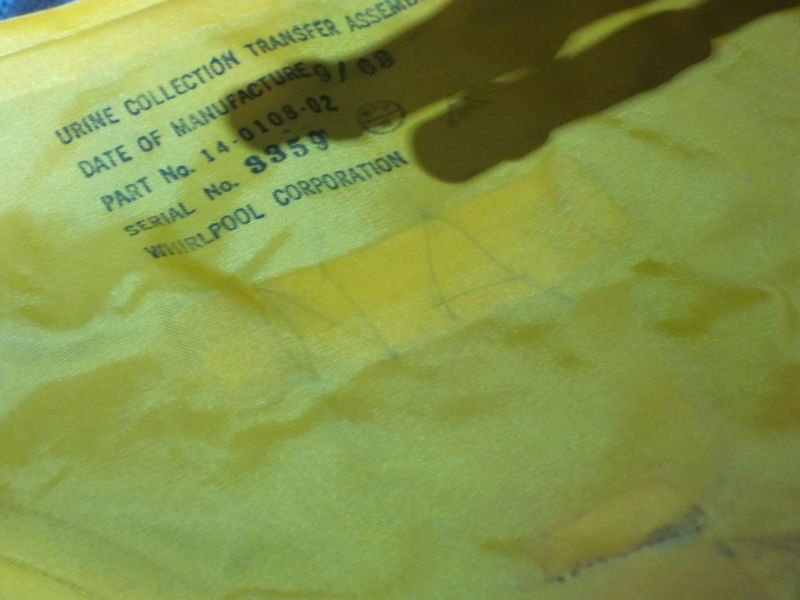 URINE COLLECTION TRANSFER ASSEMB
DATE OF MANUFACTURE 9/68
PART No. 14-0108-02
SERIAL No. 3359
WHIRLPOOL CORPORATION